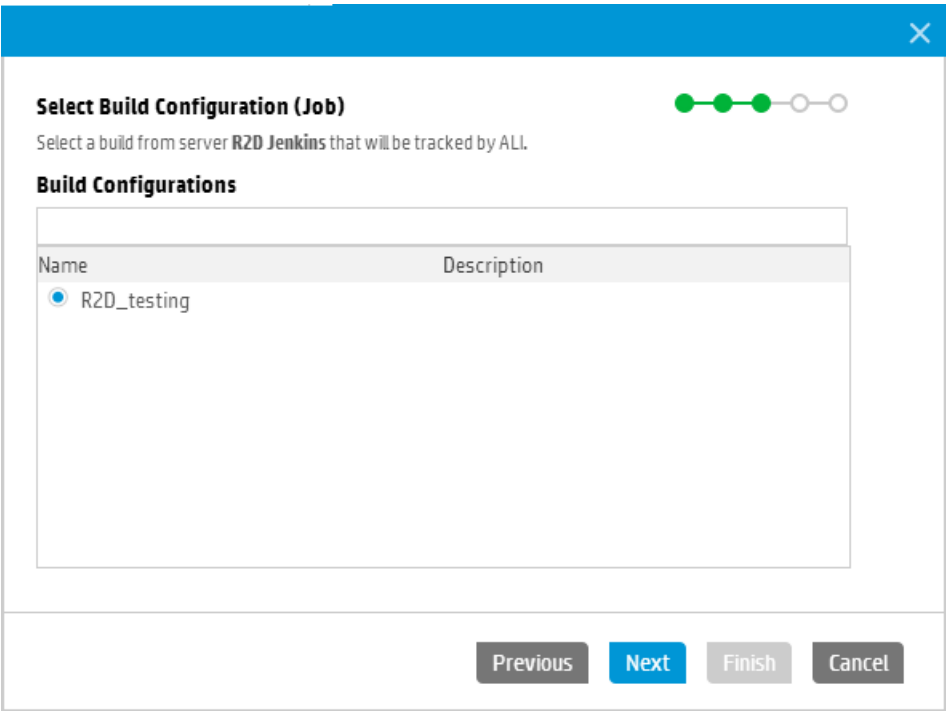 Select Build Configuration (Job)
Select a build from server R2D Jenkins that will be tracked by ALI.
Build Configurations
Name Description
R2D_testing
Previous Next Finish Cancel